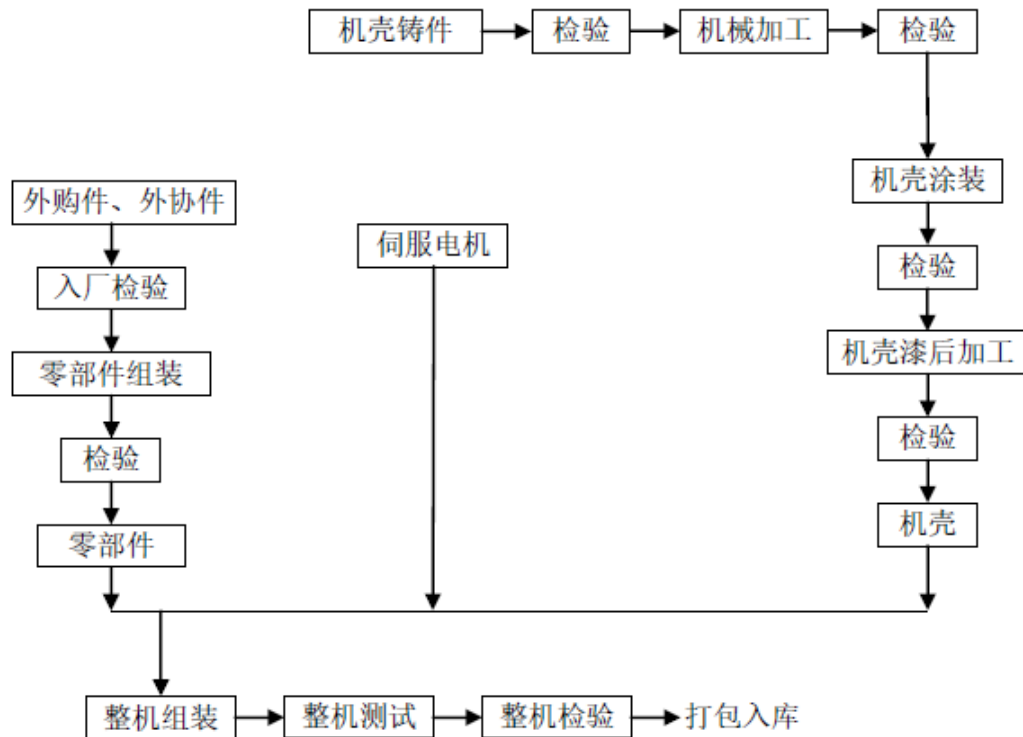 机壳铸件
检验
机械加工
检验
机壳涂装
外购件、外协件
伺服电机
检验
入厂检验
机壳漆后加工
零部件组装
检验
检验
机壳
零部件
整机组装
整机测试
整机检验
打包入库